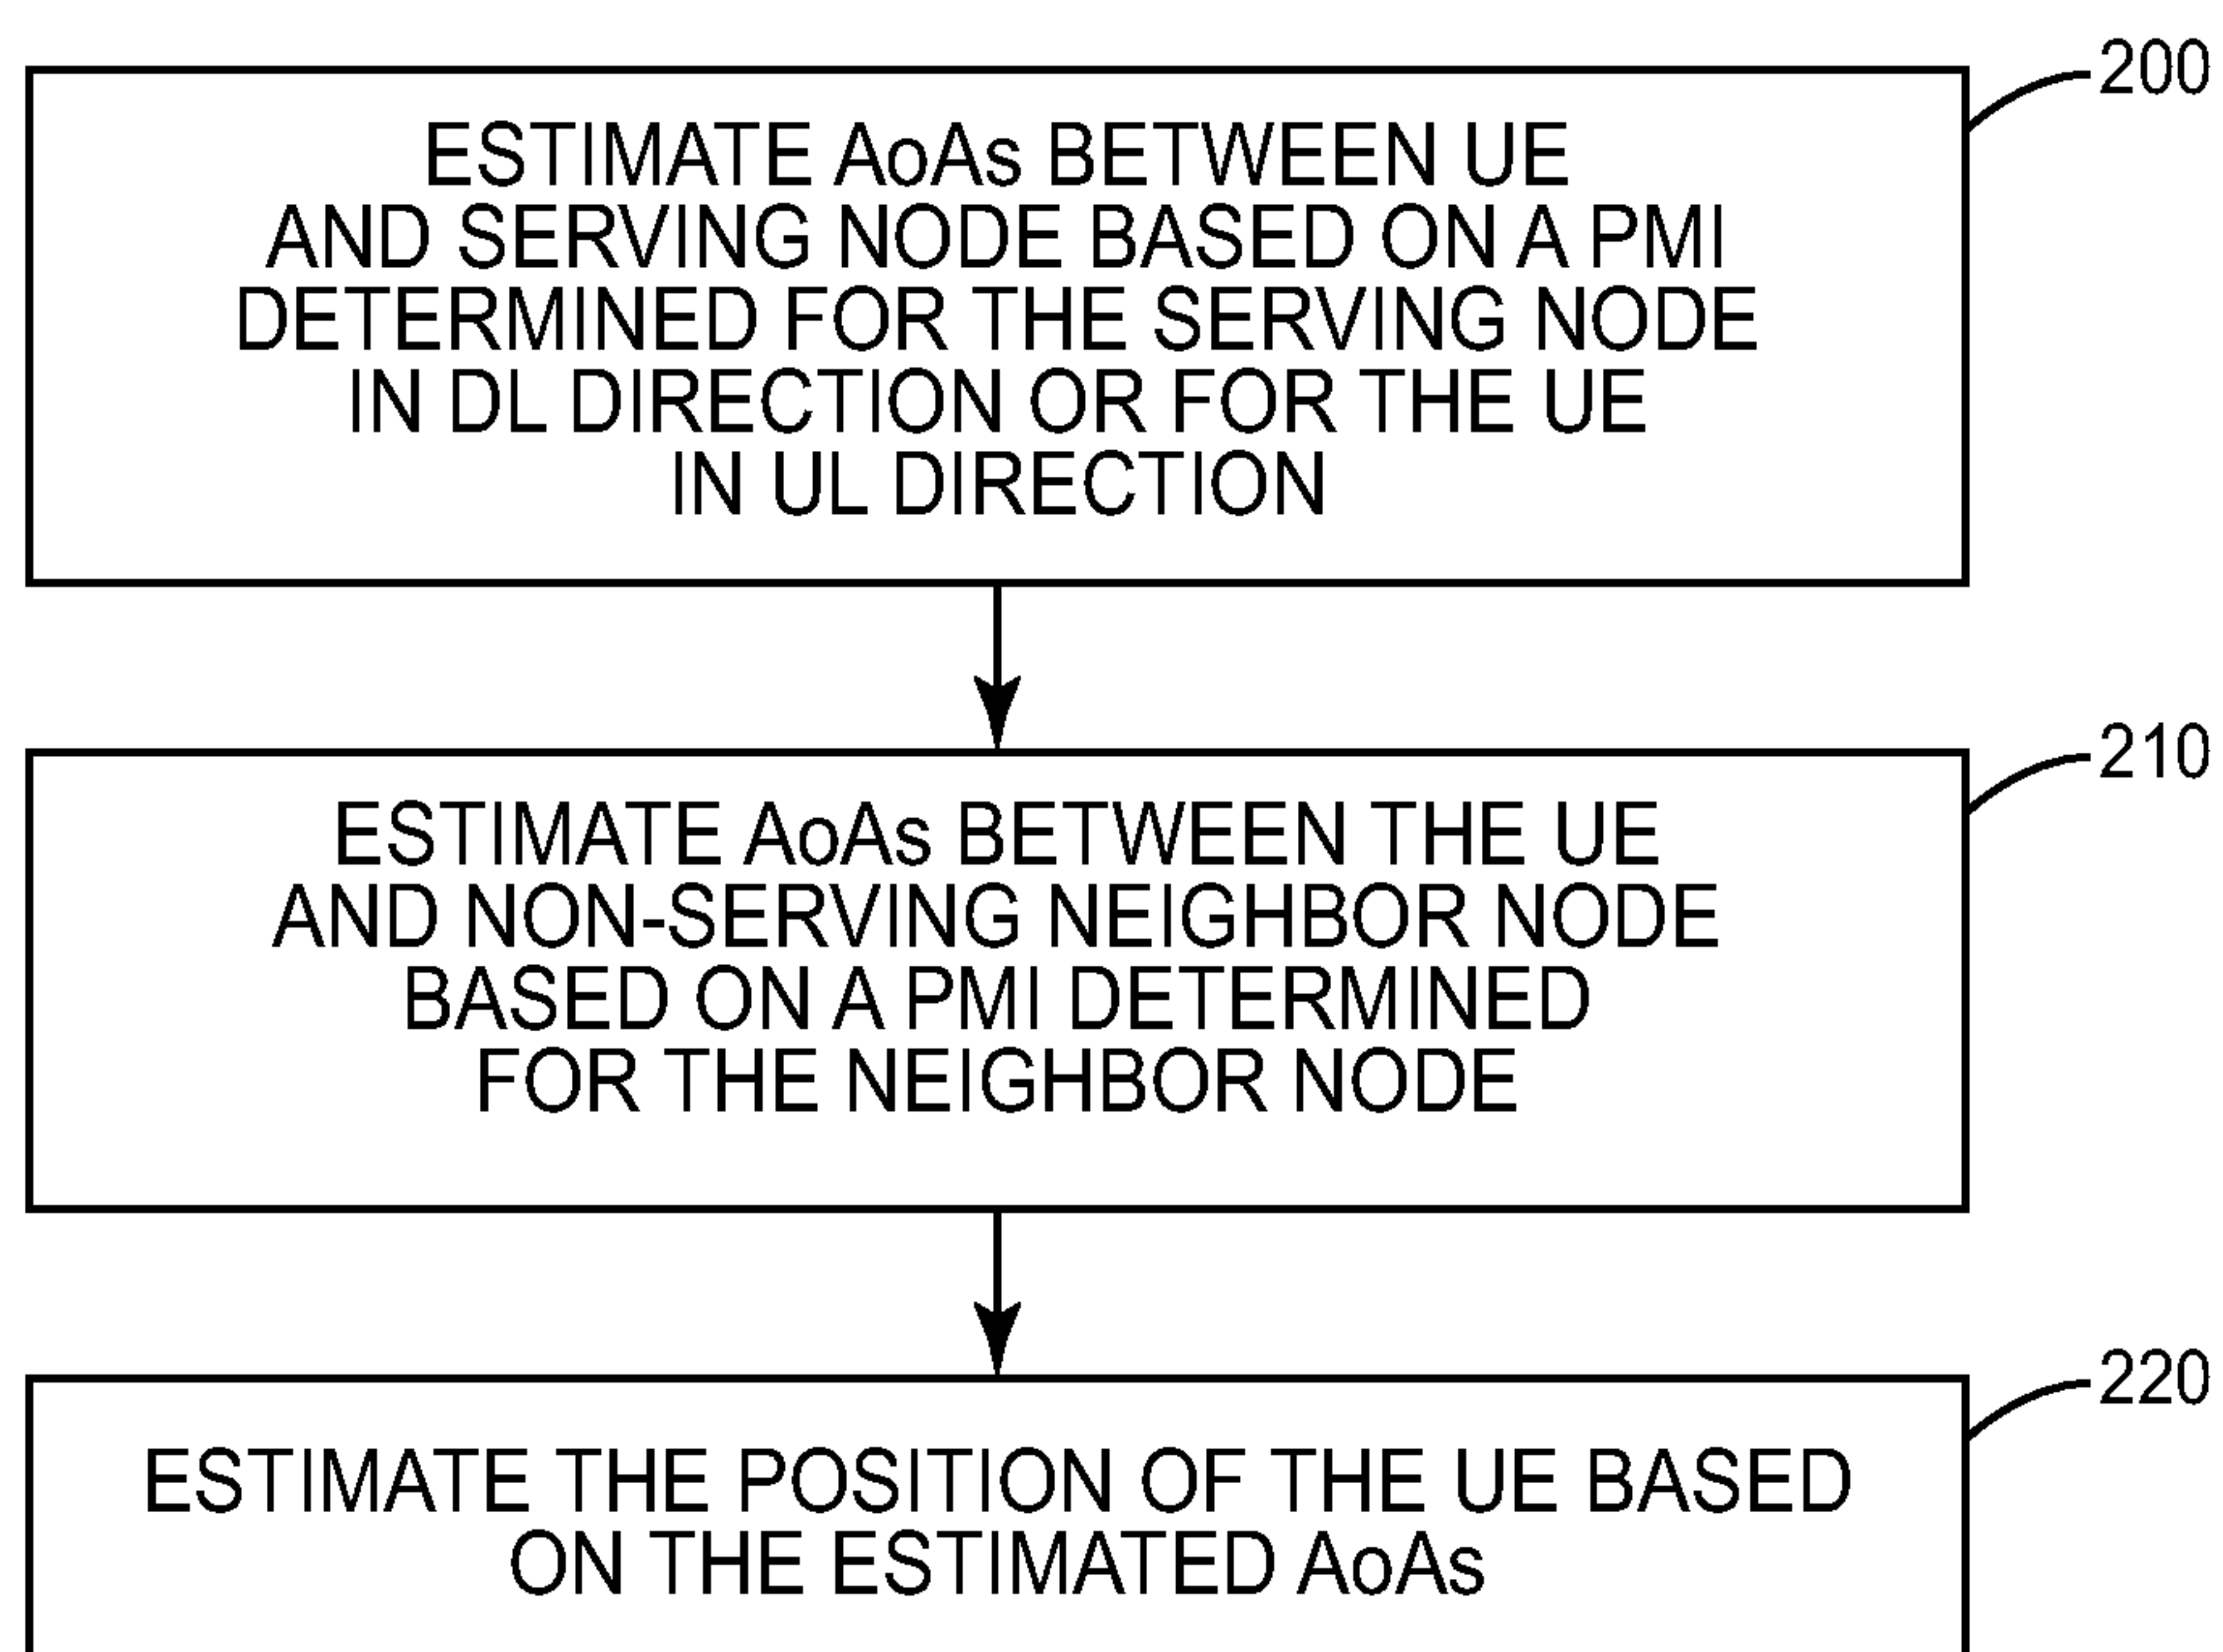 200
ESTIMATE AoAs BETWEEN UE
AND SERVING NODE BASED ON A PMI
DETERMINED FOR THE SERVING NODE
IN DL DIRECTION OR FOR THE UE
IN UL DIRECTION
210
ESTIMATE AoAs BETWEEN THE UE
AND NON-SERVING NEIGHBOR NODE
BASED ON A PMI DETERMINED
FOR THE NEIGHBOR NODE
220
ESTIMATE THE POSITION OF THE UE BASED
ON THE ESTIMATED AoAs